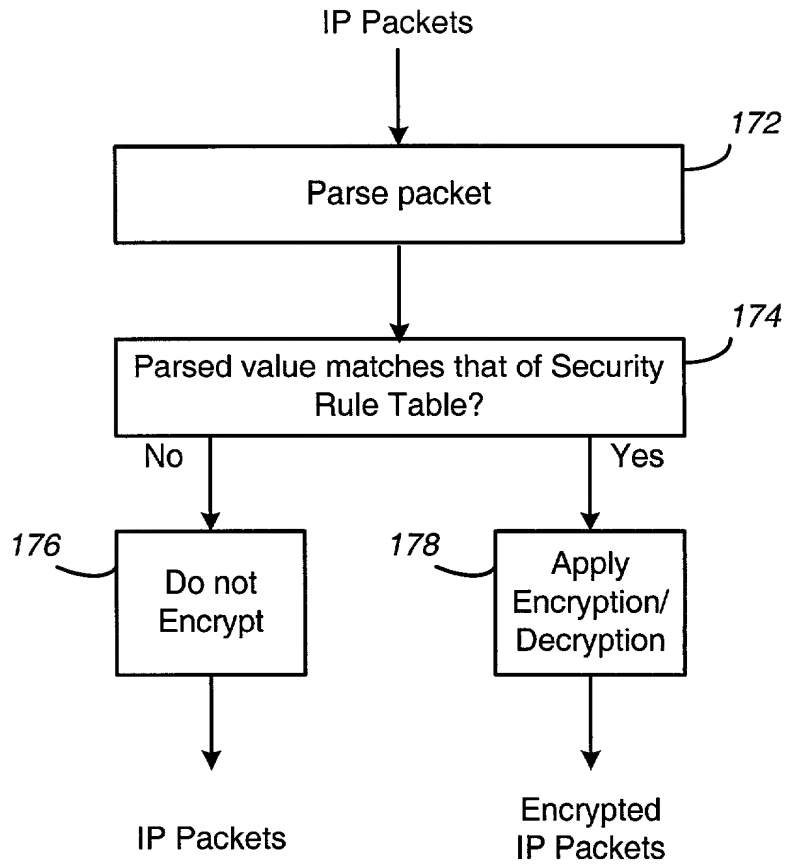 IP Packets
172
Parse packet
174
Parsed value matches that of Security
Rule Table?
No
Yes
176
Do not
Encrypt
178
Apply
Encryption/
Decryption
IP Packets
Encrypted
IP Packets